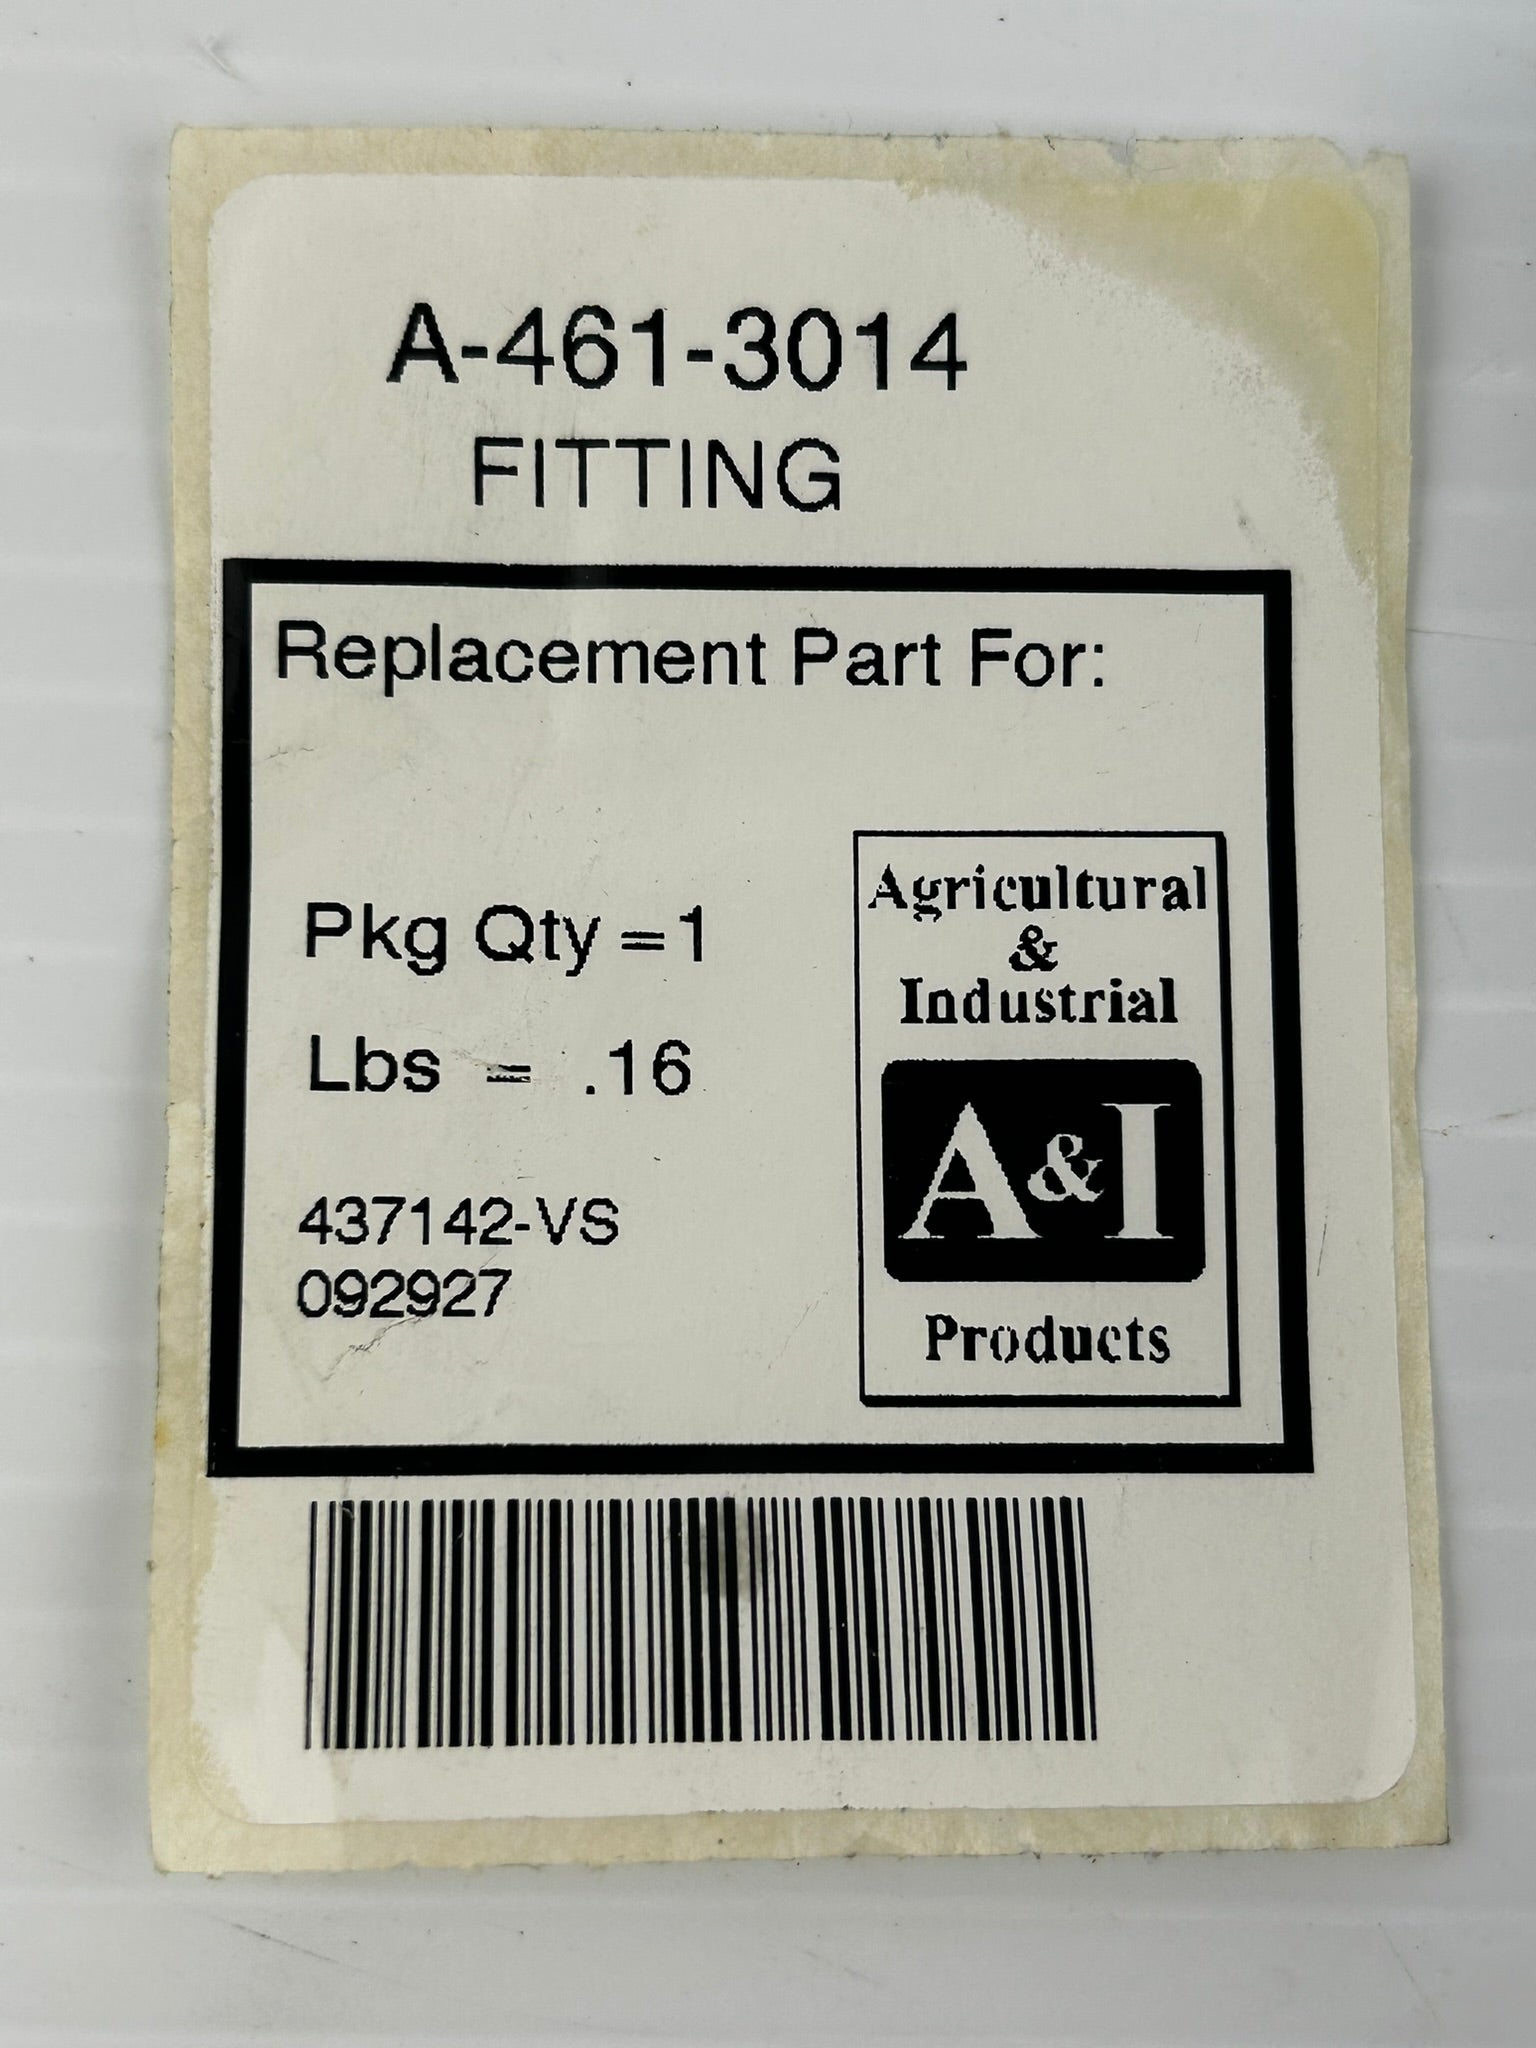 A-461-3014
FITTING
Replacement Part For:
Pkg Qty = 1
Lbs = .16
437142-VS
092927
Agricultural
&
Industrial
A&I
Products